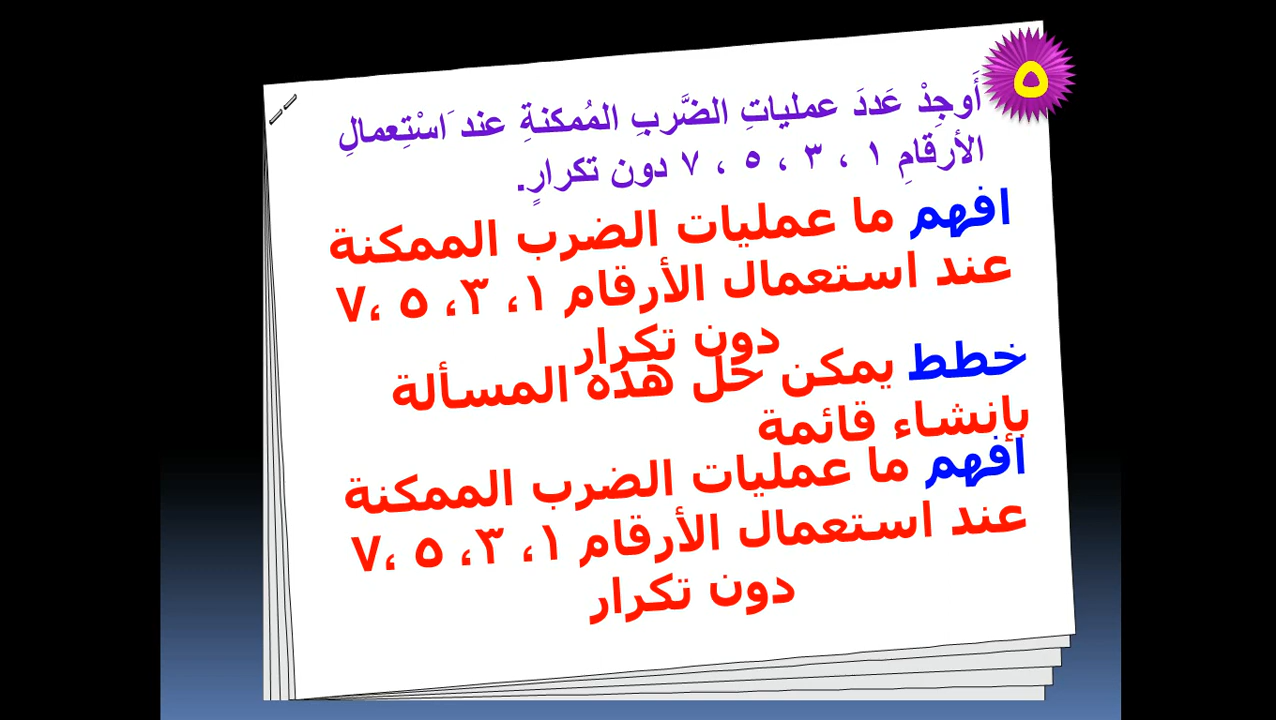 ٥
أَوجِدْ عَددَ عملياتِ الضَّربِ المُمكنةِ عند َاسْتِعمالِ
الأرقامِ ١ ، ٣ ، ٥ ، ٧ دون تكرارٍ.
افهم ما عمليات الضرب الممكنة
عند استعمال الأرقام ١، ٣، ٥ ،٧
دون تكرار
خطط يمكن حل هذه المسألة
بإنشاء قائمة
افهم ما عمليات الضرب الممكنة
عند استعمال الأرقام ١، ٣، ٥ ،٧
دون تكرار